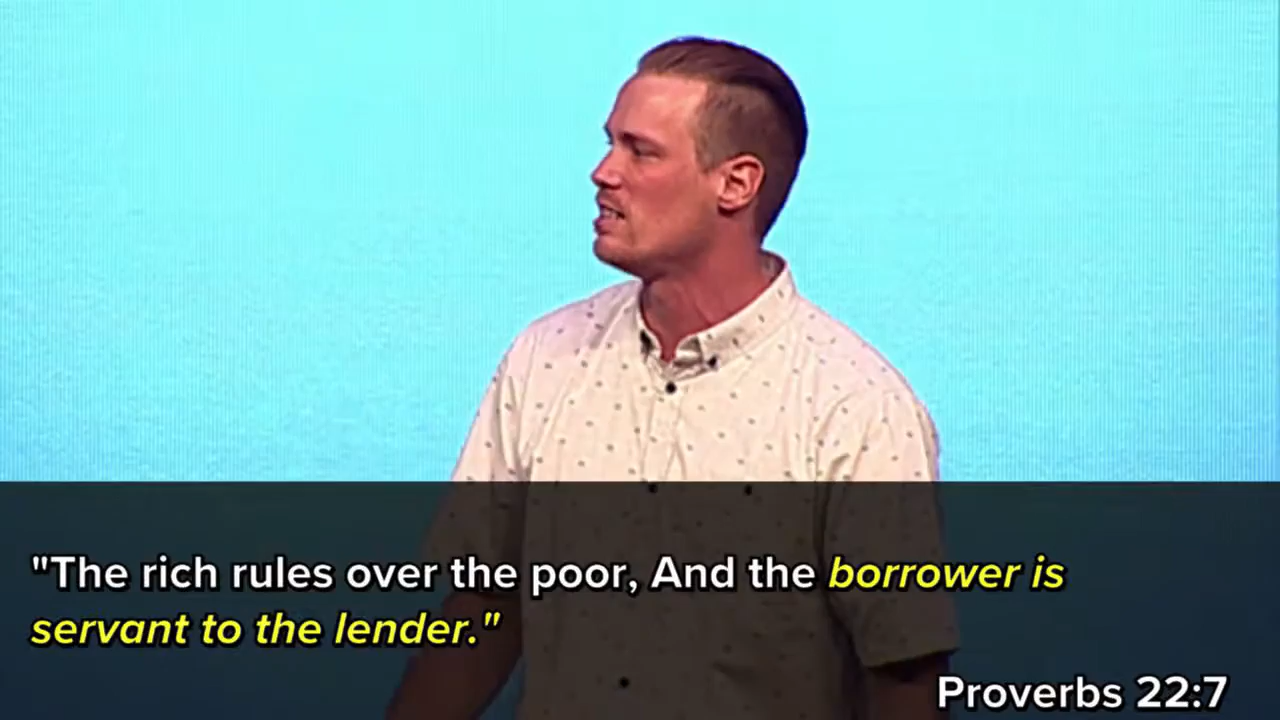 "The rich rules over the poor, And the borrower is
servant to the lender."
Proverbs 22:7